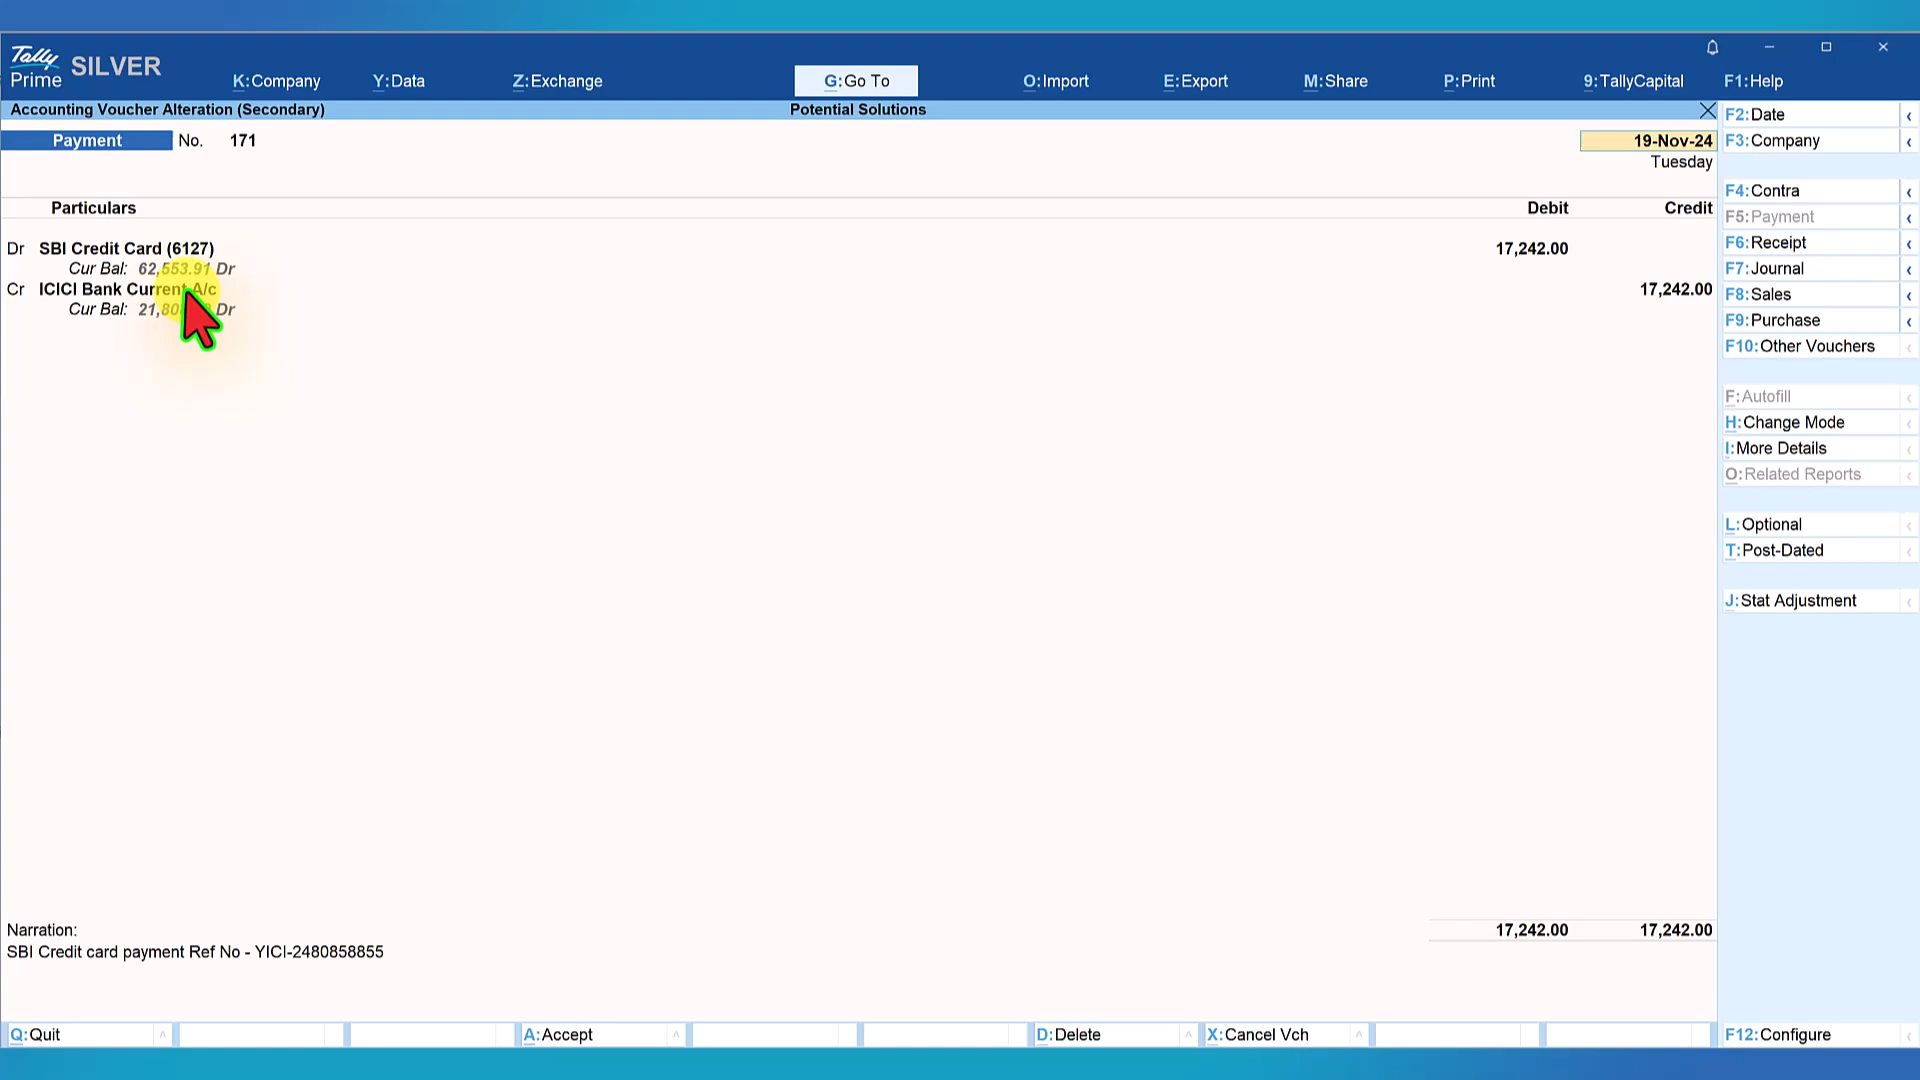 Tally
Prime SILVER
K:Company Y:Data Z:Exchange G:Go To O:Import E:Export M:Share P:Print 9:TallyCapital F1:Help
Accounting Voucher Alteration (Secondary) Potential Solutions
Payment No. 171 19-Nov-24
Tuesday
Particulars Debit Credit
Dr SBI Credit Card (6127) 17,242.00
Cur Bal: 62,553.91 Dr
Cr ICICI Bank Current A/c 17,242.00
Cur Bal: Dr
Narration: 17,242.00 17,242.00
SBI Credit card payment Ref No - YICI-2480858855
F2:Date
F3:Company
F4:Contra
F5:Payment
F6:Receipt
F7:Journal
F8:Sales
F9:Purchase
F10:Other Vouchers
F:Autofill
H:Change Mode
I:More Details
O:Related Reports
L:Optional
T:Post-Dated
J:Stat Adjustment
Q:Quit A:Accept D:Delete X:Cancel Vch F12:Configure